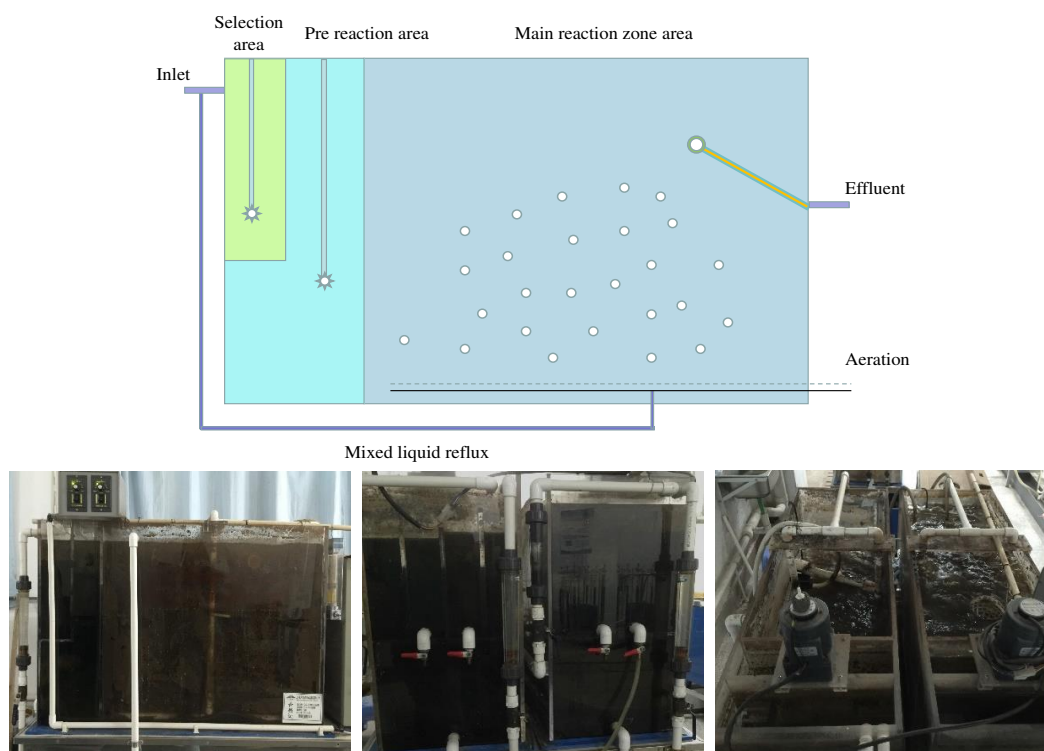 Selection
area
Pre reaction area
Main reaction zone area
Inlet
Effluent
Aeration
Mixed liquid reflux